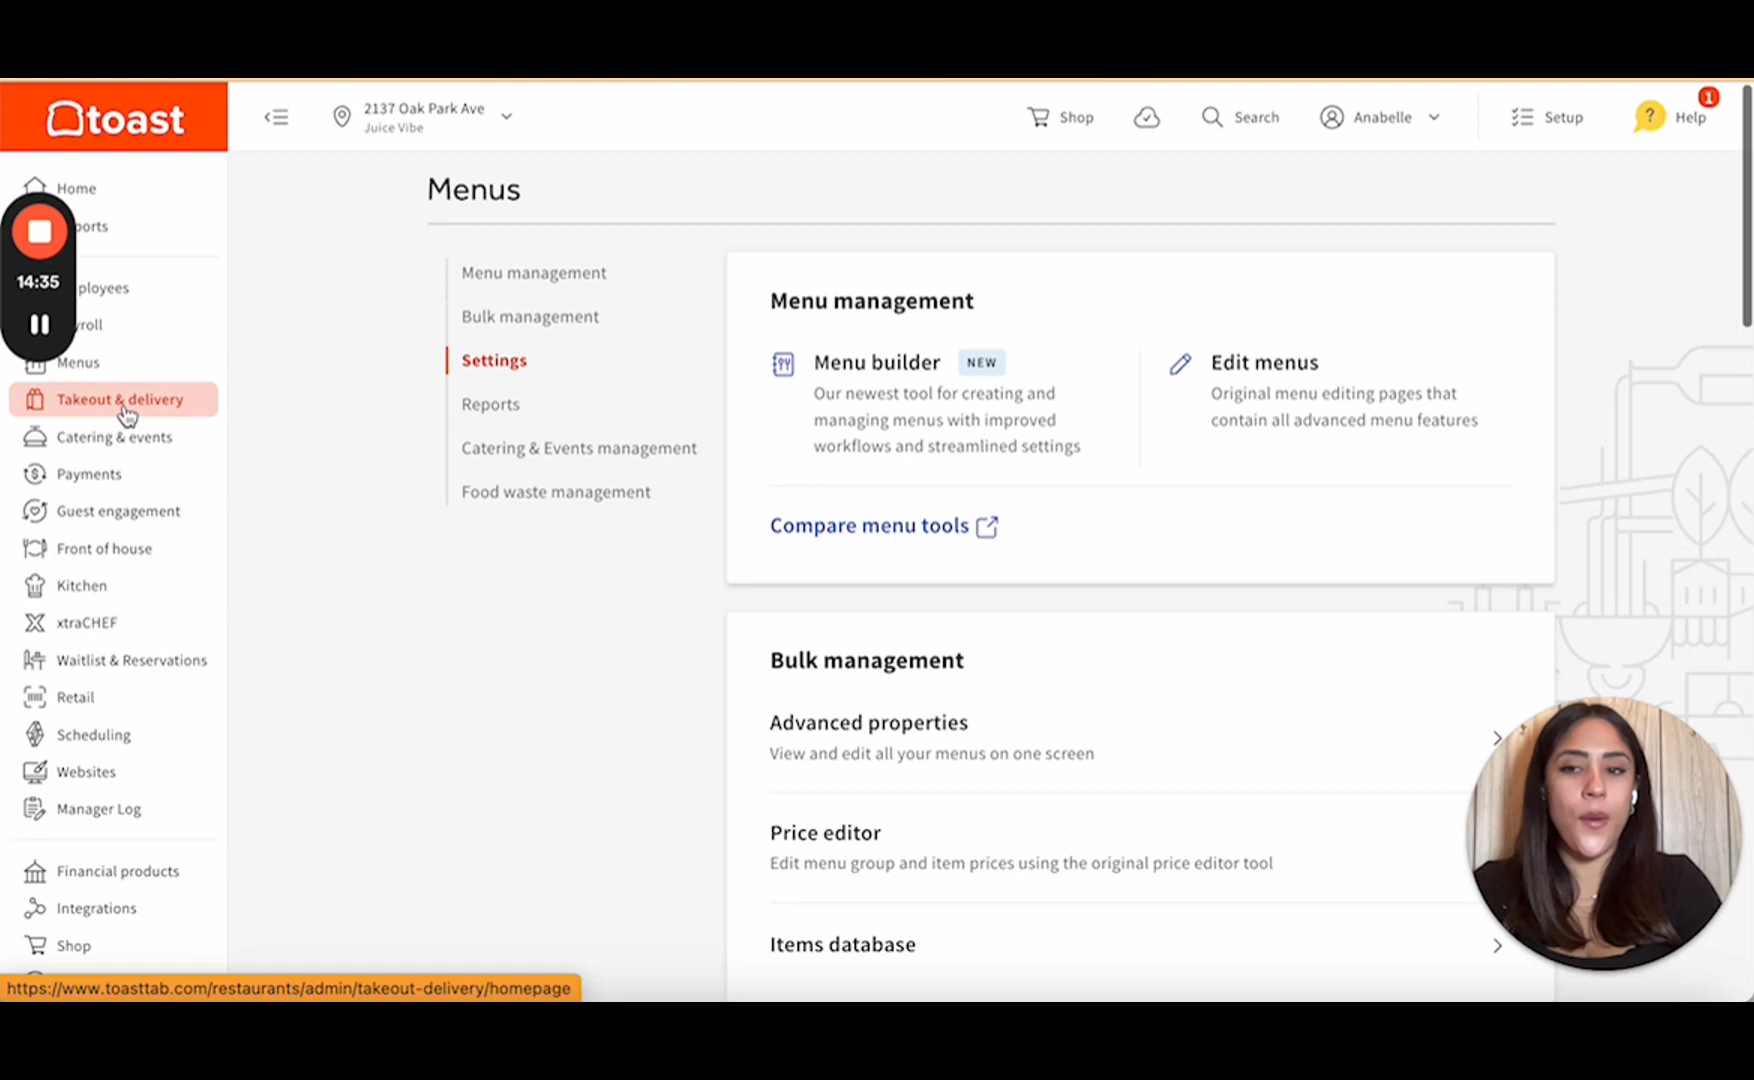 toast
2137 Oak Park Ave
Juice Vibe
Shop
Search
Anabelle
Setup
?
Help
1
Home
ports
14:35
ployees
roll
Menus
Takeout & delivery
Catering & events
Payments
Guest engagement
Front of house
Kitchen
xtraCHEF
Waitlist & Reservations
Retail
Scheduling
Websites
Manager Log
Financial products
Integrations
Shop
https://www.toasttab.com/restaurants/admin/takeout-delivery/homepage
Menus
Menu management
Bulk management
Settings
Reports
Catering & Events management
Food waste management
Menu management
Menu builder NEW
Our newest tool for creating and
managing menus with improved
workflows and streamlined settings
Edit menus
Original menu editing pages that
contain all advanced menu features
Compare menu tools
Bulk management
Advanced properties
View and edit all your menus on one screen
Price editor
Edit menu group and item prices using the original price editor tool
Items database